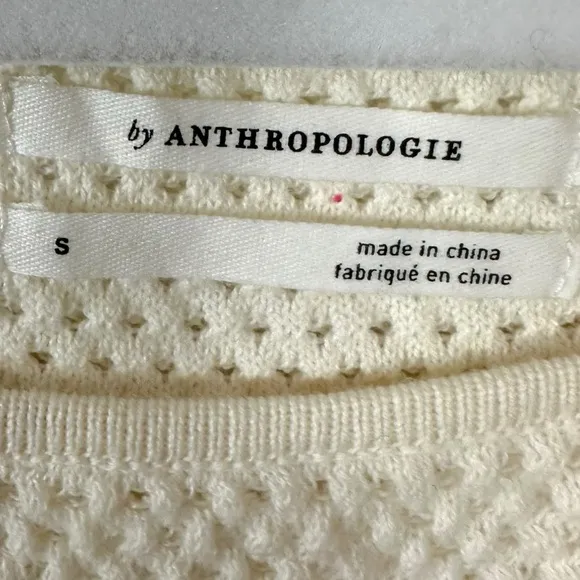 by ANTHROPOLOGIE
S
made in china
fabriqué en chine